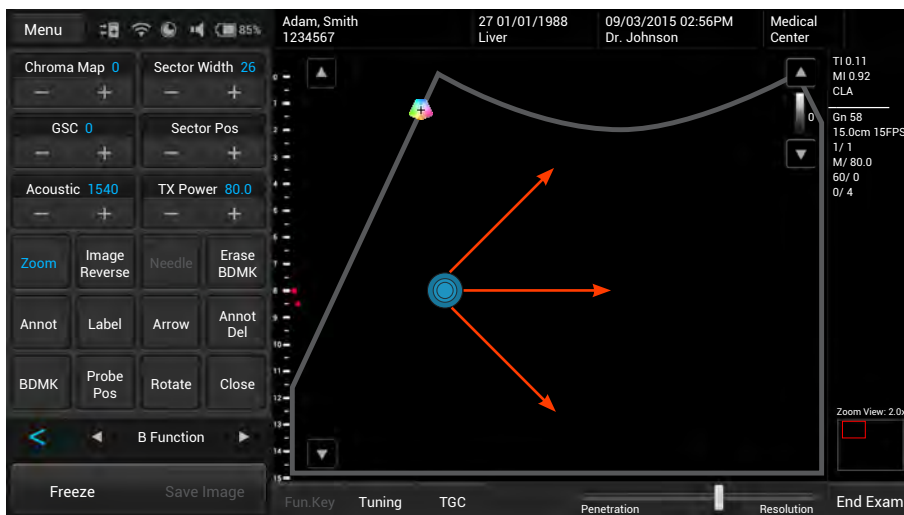 Menu
85%
Adam, Smith
1234567
27 01/01/1988
Liver
09/03/2015 02:56PM
Dr. Johnson
Medical
Center
Chroma Map 0
Sector Width 26
GSC 0
Sector Pos
Acoustic 1540
TX Power 80.0
Zoom
Image
Reverse
Needle
Erase
BDMK
Annot
Label
Arrow
Annot
Del
BDMK
Probe
Pos
Rotate
Close
B Function
Freeze
Save Image
0
1
2
3
4
5
6
7
8
9
10
11
12
13
14
15
0
TI 0.11
MI 0.92
CLA
Gn 58
15.0cm 15FPS
1/ 1
M/ 80.0
60/ 0
0/ 4
Zoom View: 2.0x
Fun.Key
Tuning
TGC
Penetration
Resolution
End Exam